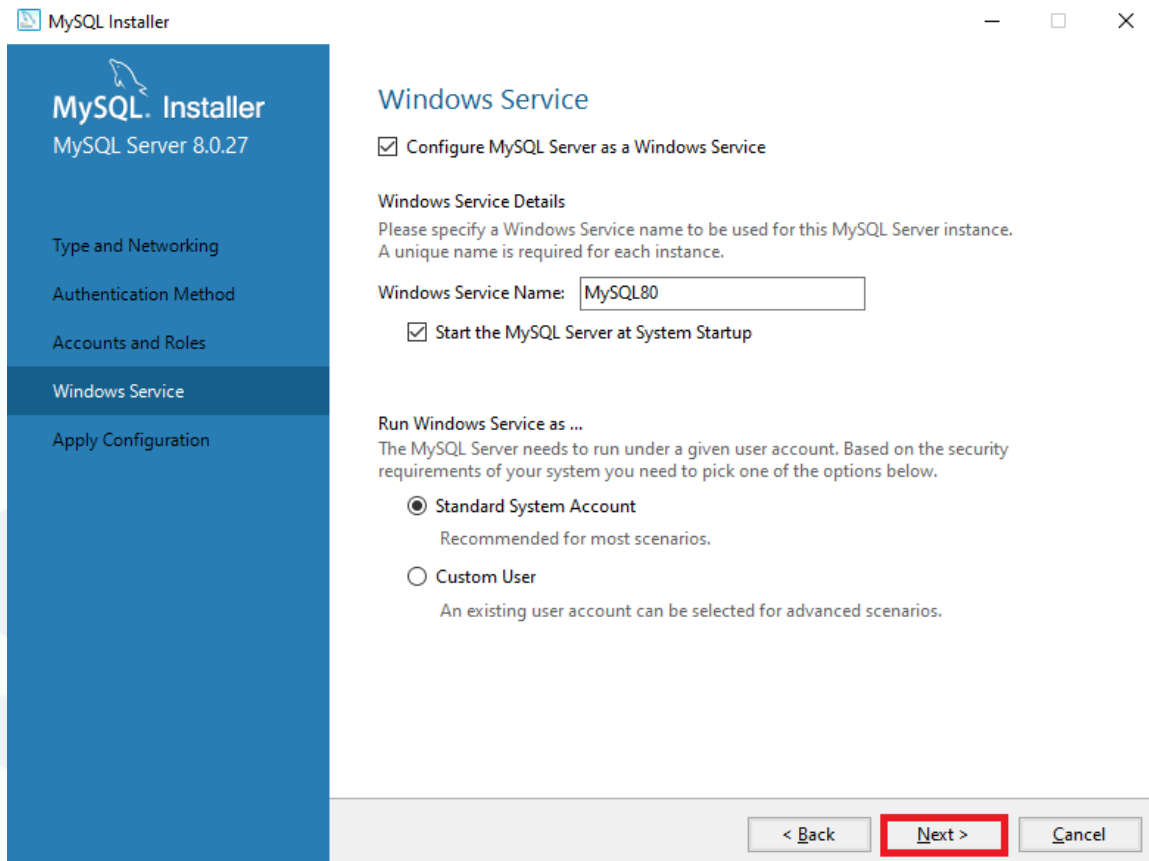 MySQL Installer
MySQL. Installer
MySQL Server 8.0.27
Type and Networking
Authentication Method
Accounts and Roles
Windows Service
Apply Configuration
Windows Service
Configure MySQL Server as a Windows Service
Windows Service Details
Please specify a Windows Service name to be used for this MySQL Server instance.
A unique name is required for each instance.
Windows Service Name: MySQL80
Start the MySQL Server at System Startup
Run Windows Service as ...
The MySQL Server needs to run under a given user account. Based on the security
requirements of your system you need to pick one of the options below.
Standard System Account
Recommended for most scenarios.
Custom User
An existing user account can be selected for advanced scenarios.
< Back Next > Cancel